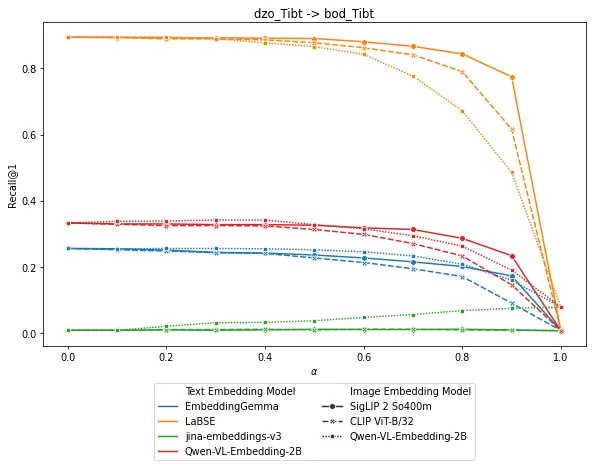 dzo_Tibt -> bod_Tibt
Recall@1
0.8
0.6
0.4
0.2
0.0
0.0 0.2 0.4 0.6 0.8 1.0
α
Text Embedding Model Image Embedding Model
EmbeddingGemma SigLIP 2 So400m
LaBSE CLIP ViT-B/32
jina-embeddings-v3 Qwen-VL-Embedding-2B
Qwen-VL-Embedding-2B